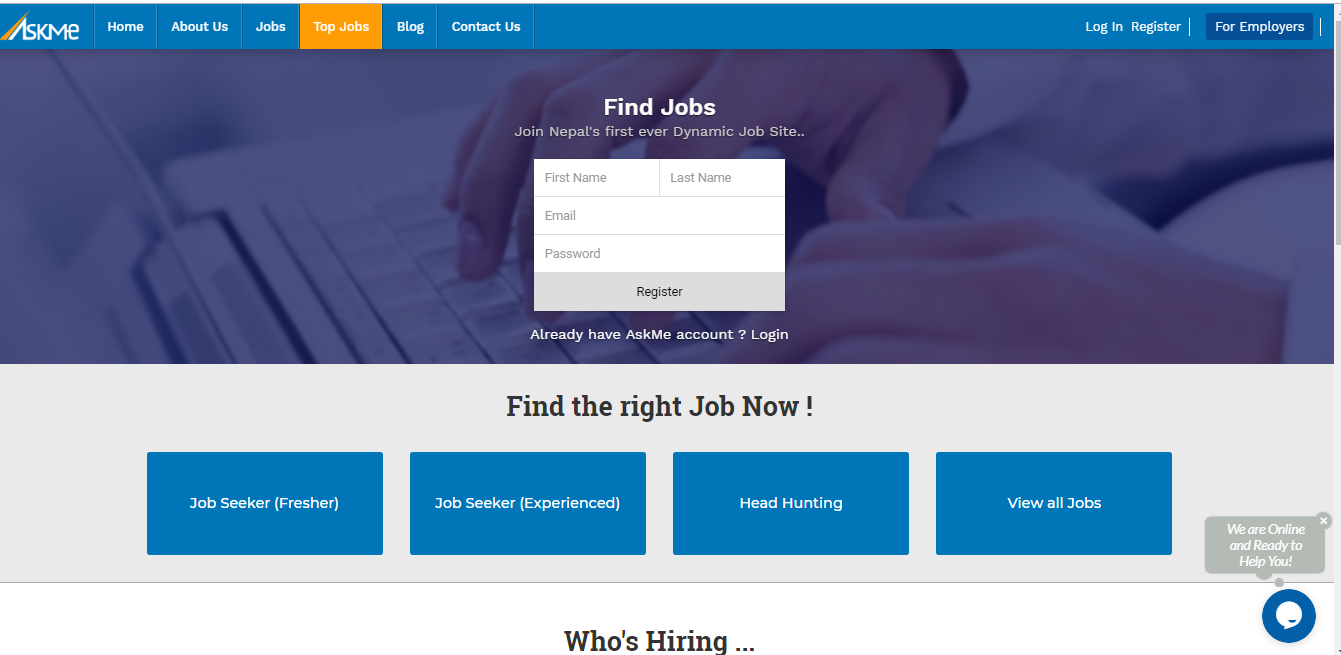 AskMe
Home
About Us
Jobs
Top Jobs
Blog
Contact Us
Log In
Register
For Employers
Find Jobs
Join Nepal's first ever Dynamic Job Site..
First Name
Last Name
Email
Password
Register
Already have AskMe account ? Login
Find the right Job Now !
Job Seeker (Fresher)
Job Seeker (Experienced)
Head Hunting
View all Jobs
We are Online
and Ready to
Help You!
Who's Hiring ...